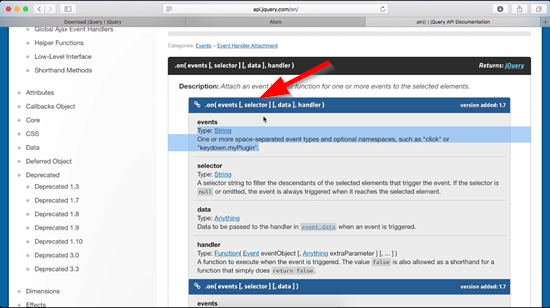 api.jquery.com/on/
Download jQuery | jQuery
Atom
.on() | jQuery API Documentation
Global Ajax Event Handlers
Helper Functions
Low-Level Interface
Shorthand Methods
Attributes
Callbacks Object
Core
CSS
Data
Deferred Object
Deprecated
Deprecated 1.3
Deprecated 1.7
Deprecated 1.8
Deprecated 1.9
Deprecated 1.10
Deprecated 3.0
Deprecated 3.3
Dimensions
Effects
Categories: Events > Event Handler Attachment
.on( events [, selector ] [, data ], handler ) Returns: jQuery
Description: Attach an event function for one or more events to the selected elements.
.on( events [, selector ] [, data ], handler ) version added: 1.7
events
Type: String
One or more space-separated event types and optional namespaces, such as "click" or
"keydown.myPlugin".
selector
Type: String
A selector string to filter the descendants of the selected elements that trigger the event. If the selector is
null or omitted, the event is always triggered when it reaches the selected element.
data
Type: Anything
Data to be passed to the handler in event.data when an event is triggered.
handler
Type: Function( Event eventObject [, Anything extraParameter ] [, ... ] )
A function to execute when the event is triggered. The value false is also allowed as a shorthand for a
function that simply does return false.
.on( events [, selector ] [, data ] ) version added: 1.7
events